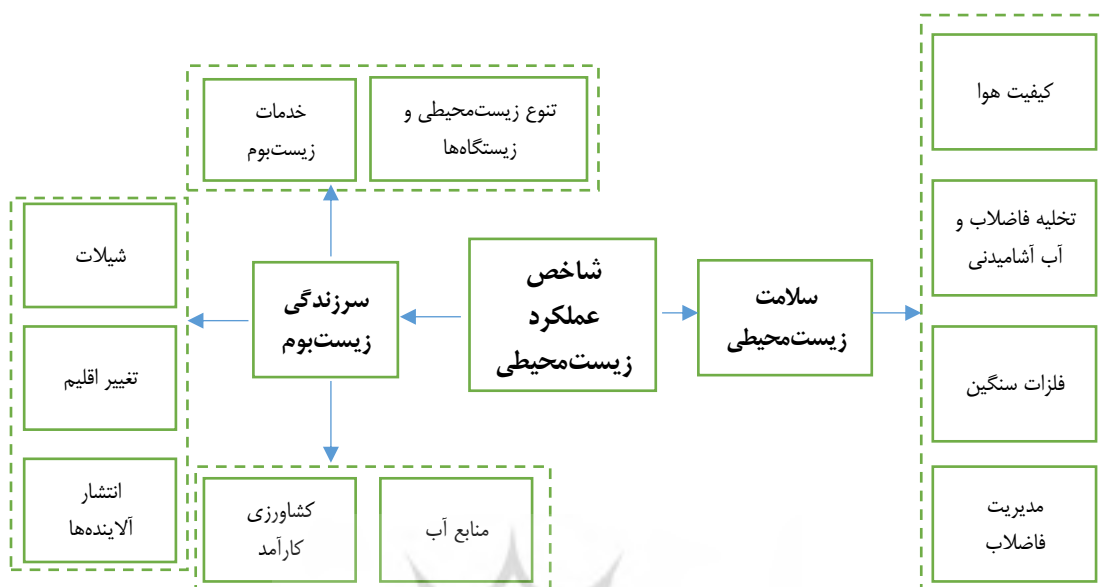 کیفیت هوا
تنوع زیست‌محیطی و
زیستگاه‌ها
خدمات
زیست‌بوم
تخلیه فاضلاب و
آب آشامیدنی
شیلات
شاخص
عملکرد
زیست‌محیطی
سلامت
زیست‌محیطی
سرزندگی
زیست‌بوم
فلزات سنگین
تغییر اقلیم
مدیریت
فاضلاب
منابع آب
کشاورزی
کارآمد
انتشار
آلاینده‌ها